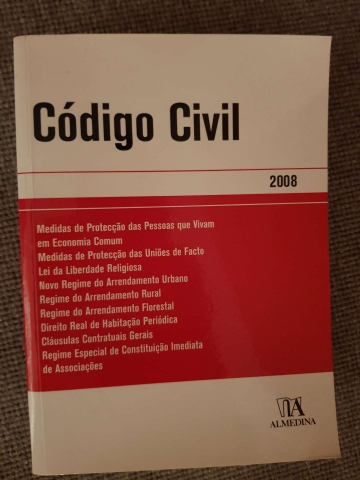 Código Civil
2008
Medidas de Protecção das Pessoas que Vivam
em Economia Comum
Medidas de Protecção das Uniões de Facto
Lei da Liberdade Religiosa
Novo Regime do Arrendamento Urbano
Regime do Arrendamento Rural
Regime do Arrendamento Florestal
Direito Real de Habitação Periódica
Cláusulas Contratuais Gerais
Regime Especial de Constituição Imediata
de Associações
ALMEDINA